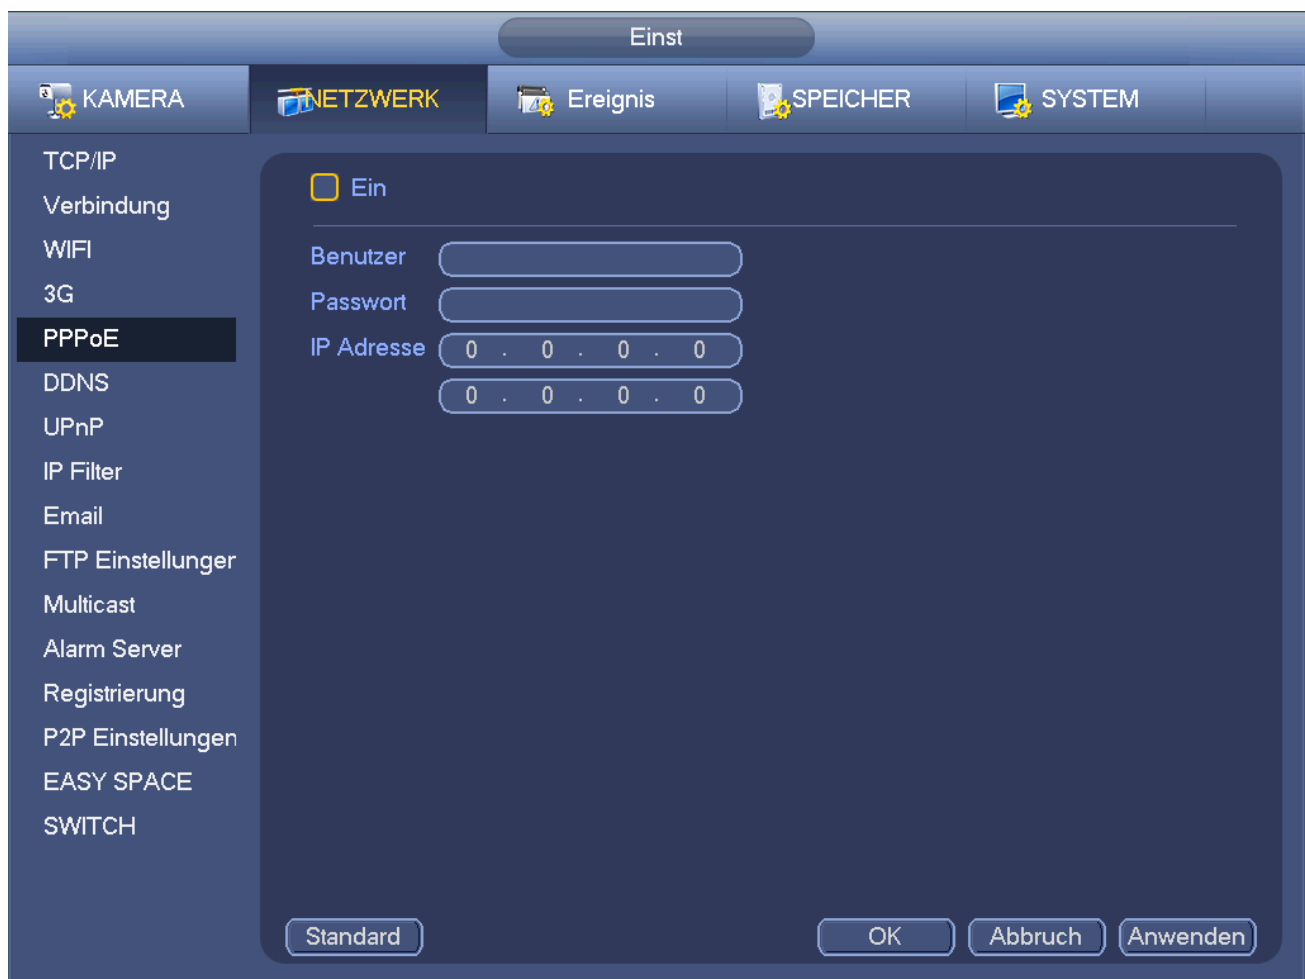 Einst
KAMERA NETZWERK Ereignis SPEICHER SYSTEM
TCP/IP
Verbindung
WIFI
3G
PPPoE
DDNS
UPnP
IP Filter
Email
FTP Einstellunger
Multicast
Alarm Server
Registrierung
P2P Einstellungen
EASY SPACE
SWITCH
Ein
Benutzer
Passwort
IP Adresse 0 . 0 . 0 . 0
0 . 0 . 0 . 0
Standard OK Abbruch Anwenden